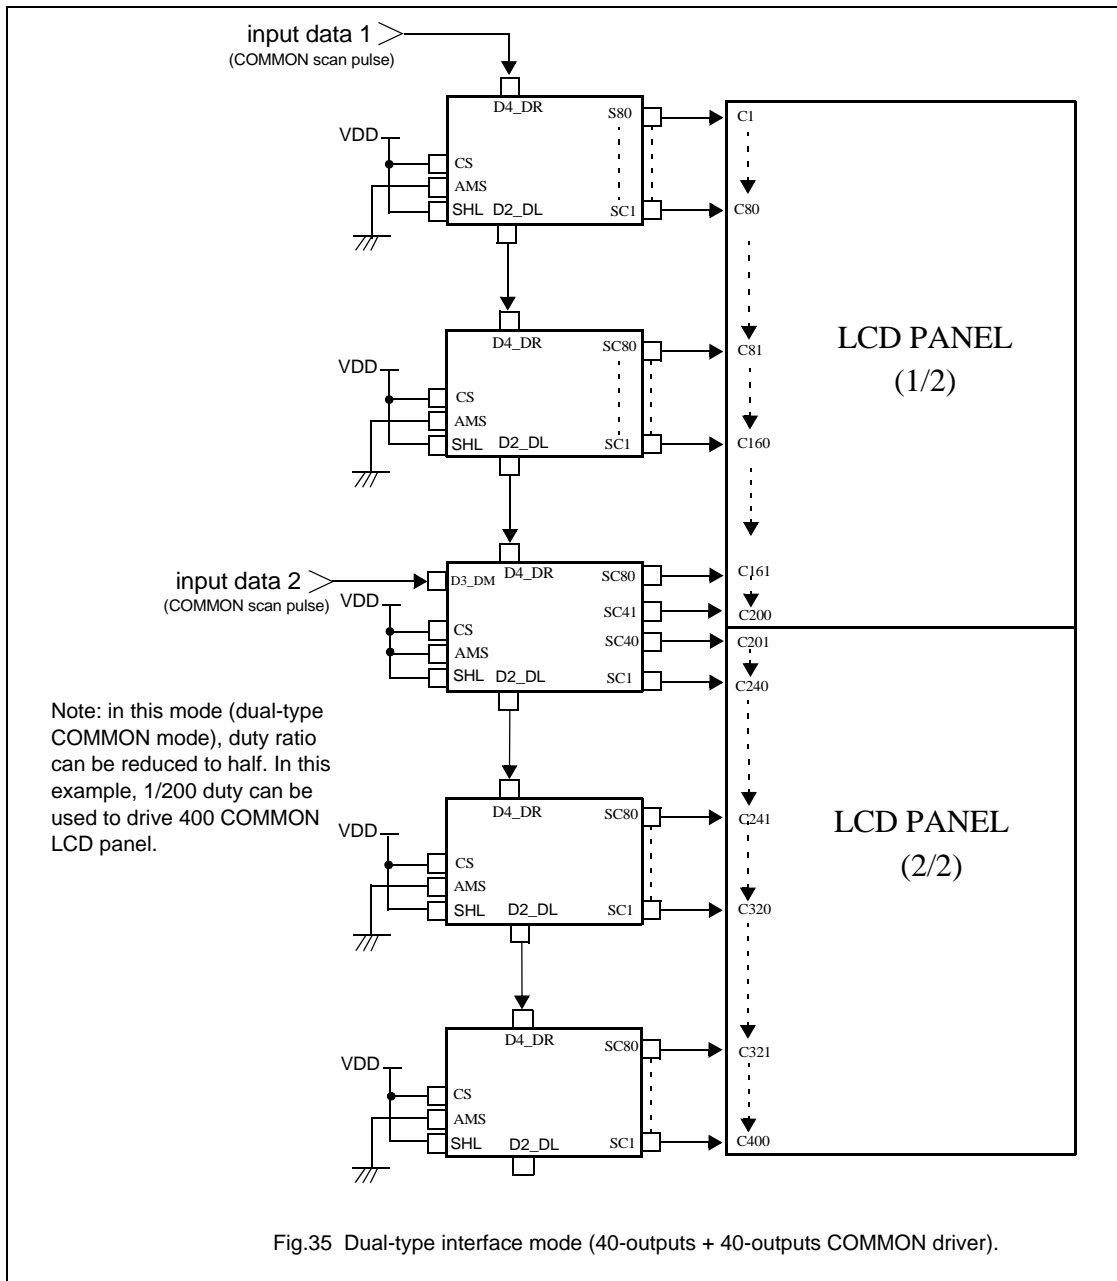 input data 1
(COMMON scan pulse)
D4_DR
S80
C1
VDD
CS
AMS
SHL
D2_DL
SC1
C80
D4_DR
SC80
C81
VDD
CS
AMS
SHL
D2_DL
SC1
C160
LCD PANEL
(1/2)
input data 2
(COMMON scan pulse)
D3_DM
D4_DR
SC80
C161
VDD
SC41
C200
CS
SC40
C201
AMS
SHL
D2_DL
SC1
C240
Note: in this mode (dual-type
COMMON mode), duty ratio
can be reduced to half. In this
example, 1/200 duty can be
used to drive 400 COMMON
LCD panel.
D4_DR
SC80
C241
VDD
CS
AMS
SHL
D2_DL
SC1
C320
LCD PANEL
(2/2)
D4_DR
SC80
C321
VDD
CS
AMS
SHL
D2_DL
SC1
C400
Fig.35 Dual-type interface mode (40-outputs + 40-outputs COMMON driver).